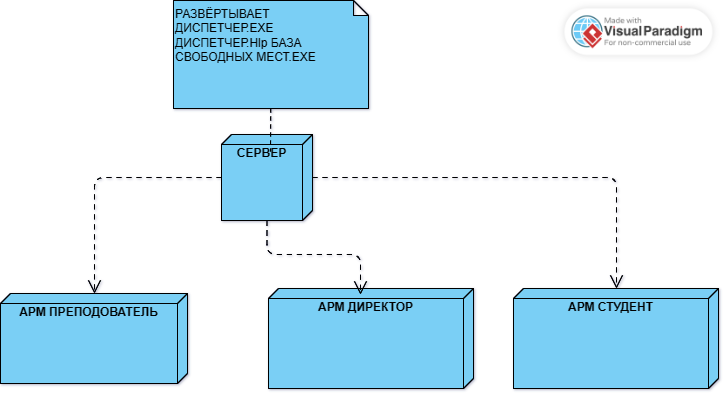 РАЗВЁРТЫВАЕТ
ДИСПЕТЧЕР.EXE
ДИСПЕТЧЕР.Hlp БАЗА
СВОБОДНЫХ МЕСТ.EXE
Made with
Visual Paradigm
For non-commercial use
СЕРВЕР
АРМ ПРЕПОДОВАТЕЛЬ
АРМ ДИРЕКТОР
АРМ СТУДЕНТ